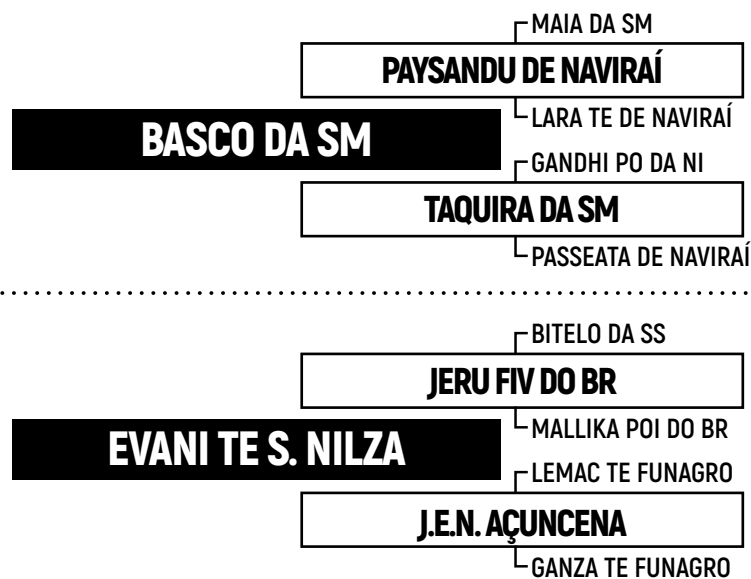 MAIA DA SM
PAYSANDU DE NAVIRAÍ
LARA TE DE NAVIRAÍ
BASCO DA SM
GANDHI PO DA NI
TAQUIRA DA SM
PASSEATA DE NAVIRAÍ
BITELO DA SS
JERU FIV DO BR
MALLIKA POI DO BR
EVANI TE S. NILZA
LEMAC TE FUNAGRO
J.E.N. AÇUNCENA
GANZA TE FUNAGRO